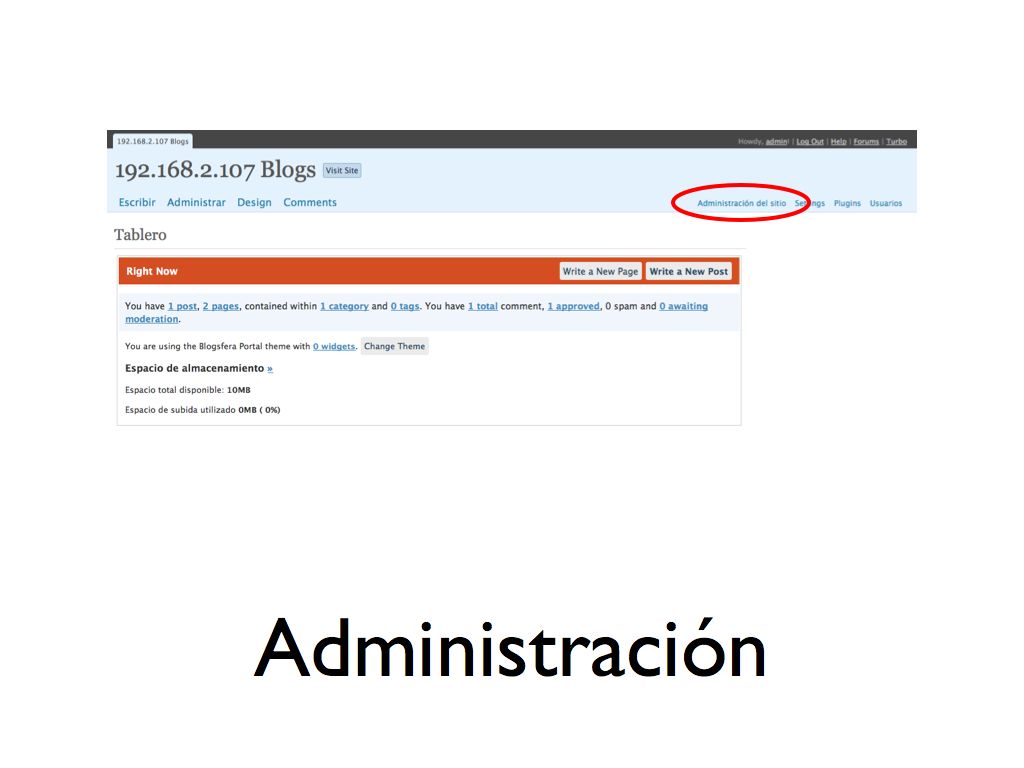 192.168.2.107 Blogs
Howdy, admin! | Log Out | Help | Forums | Turbo
192.168.2.107 Blogs Visit Site
Escribir Administrar Design Comments
Administración del sitio Settings Plugins Usuarios
Tablero
Right Now Write a New Page Write a New Post
You have 1 post, 2 pages, contained within 1 category and 0 tags. You have 1 total comment, 1 approved, 0 spam and 0 awaiting
moderation.
You are using the Blogsfera Portal theme with 0 widgets. Change Theme
Espacio de almacenamiento »
Espacio total disponible: 10MB
Espacio de subida utilizado 0MB ( 0%)
Administración